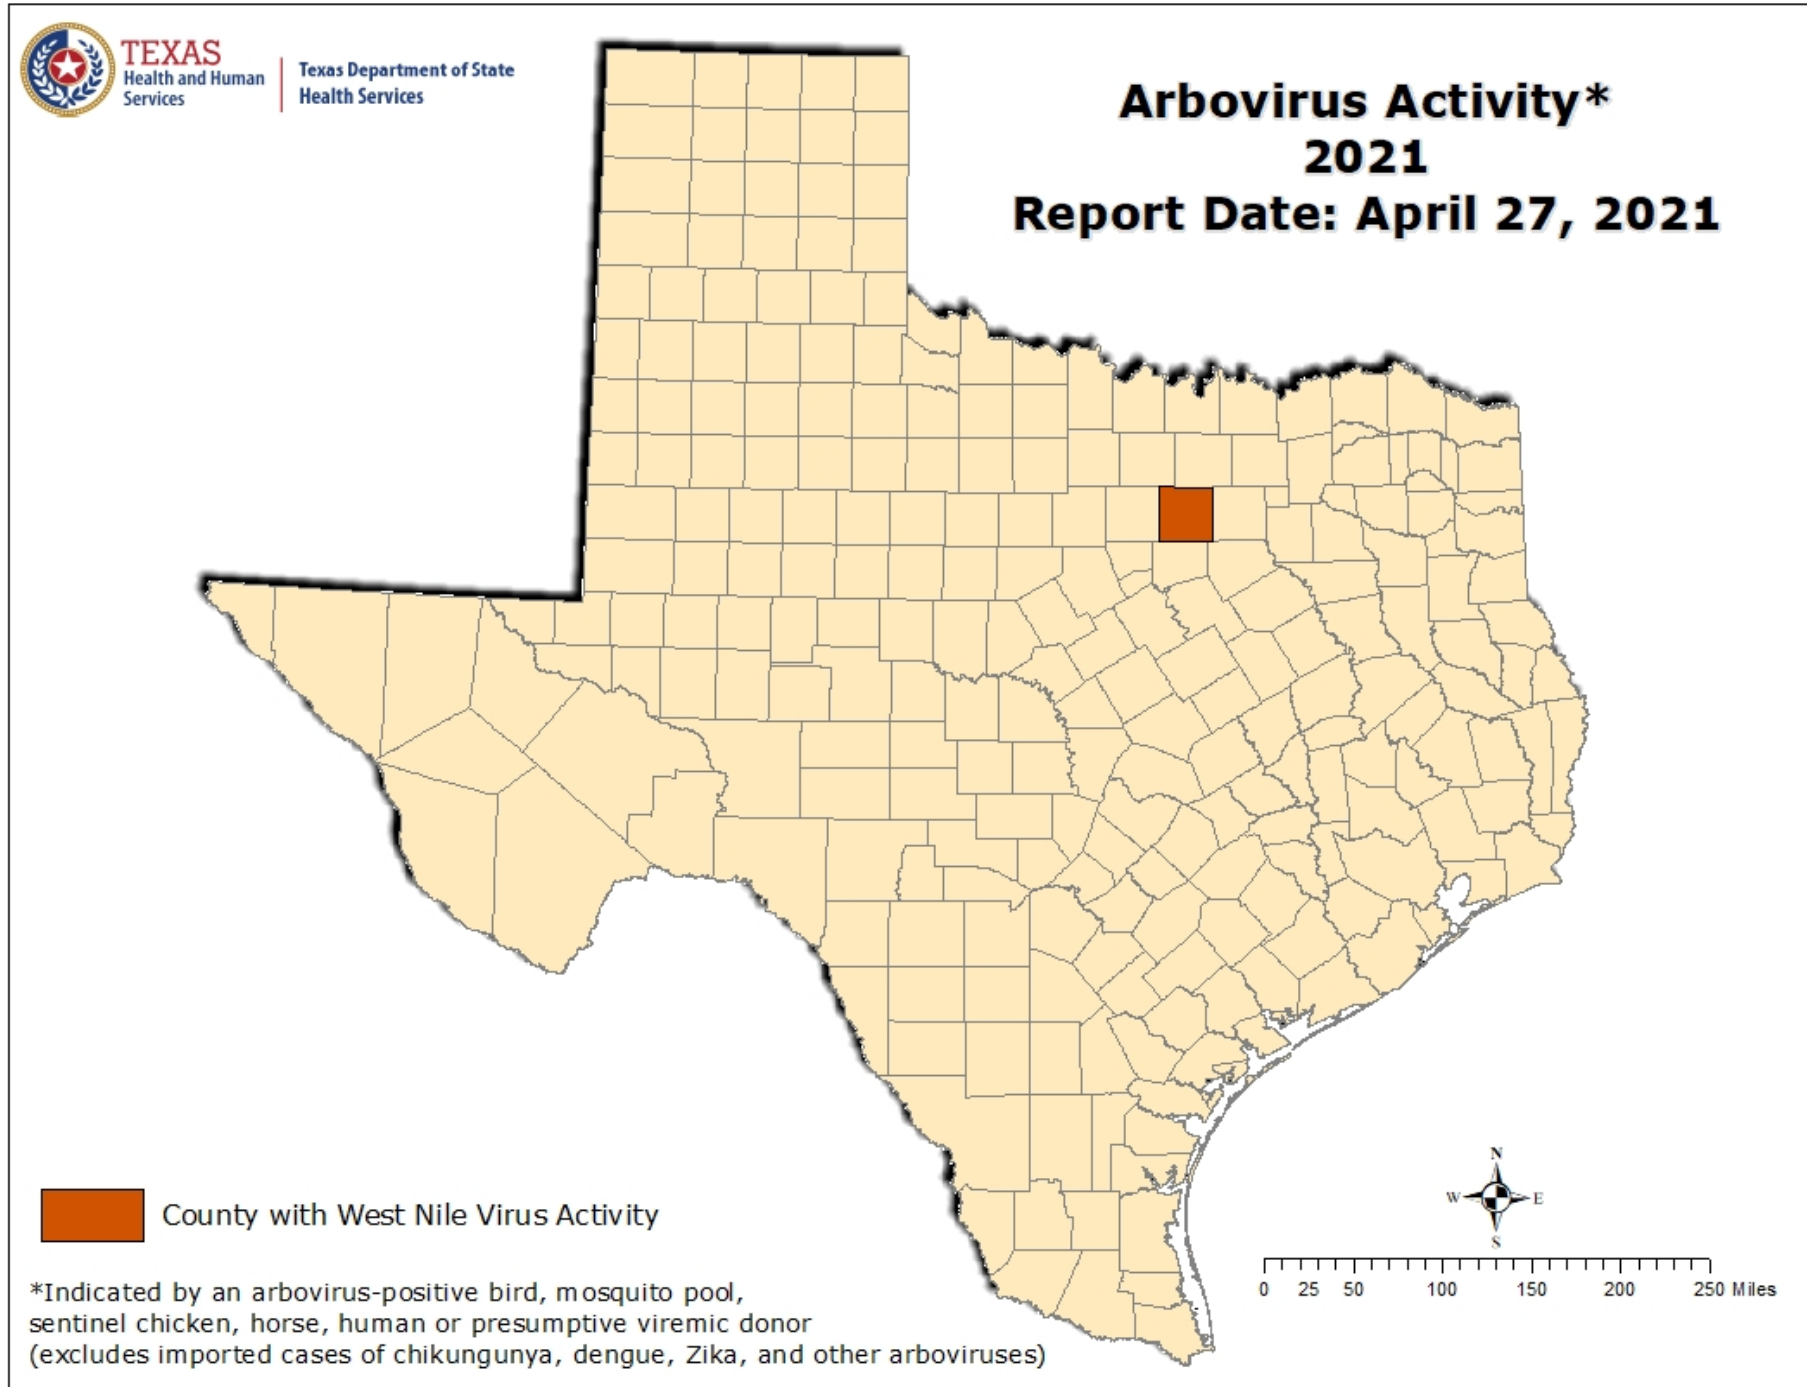 TEXAS
Health and Human
Services
Texas Department of State
Health Services
Arbovirus Activity*
2021
Report Date: April 27, 2021
County with West Nile Virus Activity
*Indicated by an arbovirus-positive bird, mosquito pool,
sentinel chicken, horse, human or presumptive viremic donor
(excludes imported cases of chikungunya, dengue, Zika, and other arboviruses)
N
W E
S
0 25 50 100 150 200 250 Miles